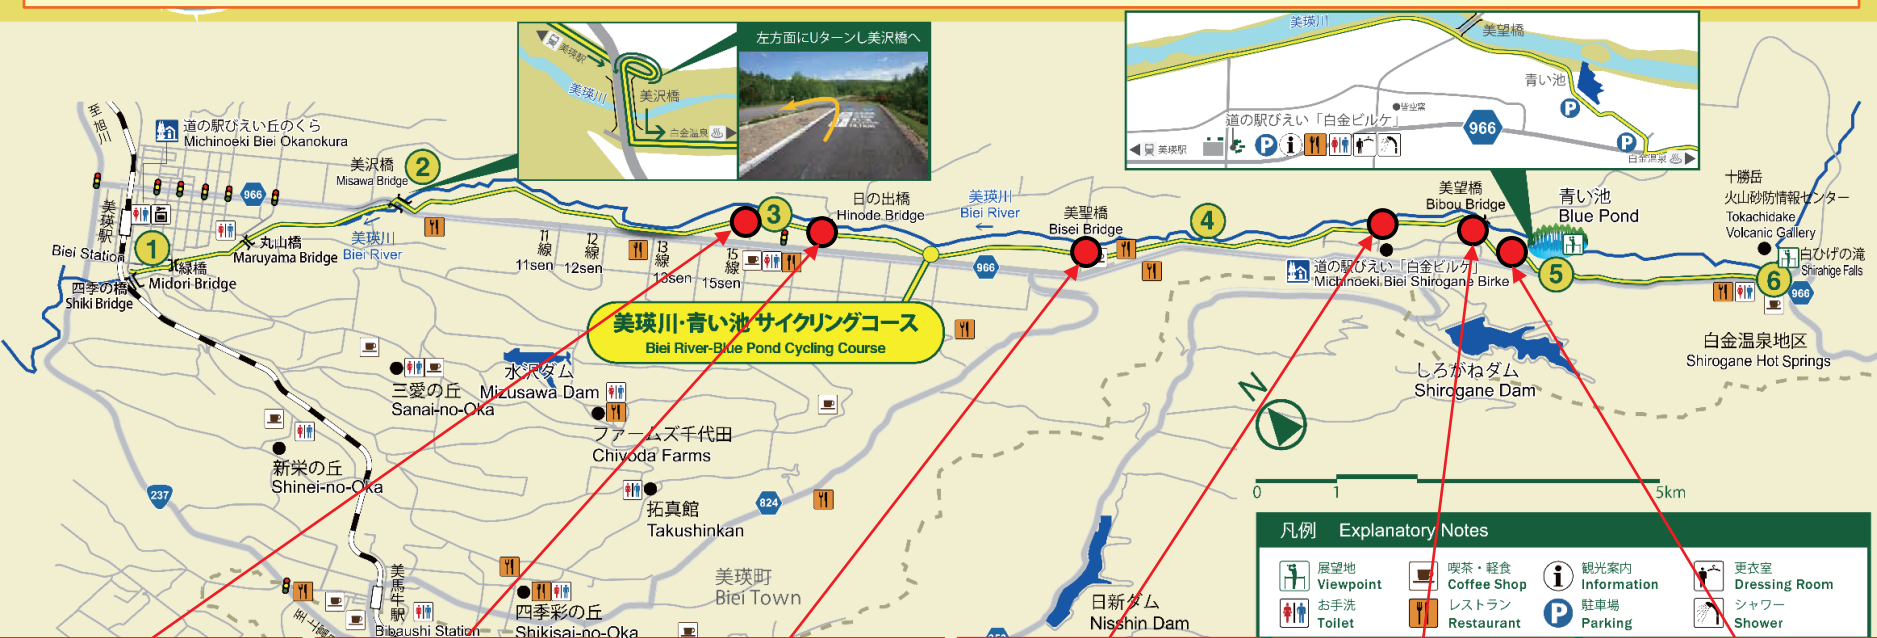 左方面にUターンし美沢橋へ
美瑛駅
美瑛川
美沢橋
白金温泉
美瑛川
美望橋
青い池
皆空窯
道の駅びえい「白金ビルケ」
966
美瑛駅
白金温泉
至旭川
道の駅びえい丘のくら
Michinoeki Biei Okanokura
美沢橋
Misawa Bridge
2
966
美瑛駅
Biei Station
1
丸山橋
Maruyama Bridge
緑橋
Midori Bridge
四季の橋
Shiki Bridge
美瑛川
Biei River
11線
11sen
12線
12sen
13線
13sen
15線
15sen
3
日の出橋
Hinode Bridge
美瑛川
Biei River
966
美聖橋
Bisei Bridge
4
美望橋
Bibou Bridge
青い池
Blue Pond
道の駅びえい「白金ビルケ」
Michinoeki Biei Shirogane Birke
5
十勝岳
火山砂防情報センター
Tokachidake
Volcanic Gallery
白ひげの滝
Shirahige Falls
6
966
白金温泉地区
Shirogane Hot Springs
美瑛川・青い池 サイクリングコース
Biei River-Blue Pond Cycling Course
しろがねダム
Shirogane Dam
水沢ダム
Mizusawa Dam
三愛の丘
Sanai-no-Oka
ファームズ千代田
Chiyoda Farms
新栄の丘
Shinei-no-Oka
拓真館
Takushinkan
237
824
美瑛町
Biei Town
美馬牛駅
Bibaushi Station
四季彩の丘
Shikisai-no-Oka
日新ダム
Nisshin Dam
N
0 1 5km
凡例 Explanatory Notes
展望地
Viewpoint
喫茶・軽食
Coffee Shop
観光案内
Information
更衣室
Dressing Room
お手洗
Toilet
レストラン
Restaurant
駐車場
Parking
シャワー
Shower